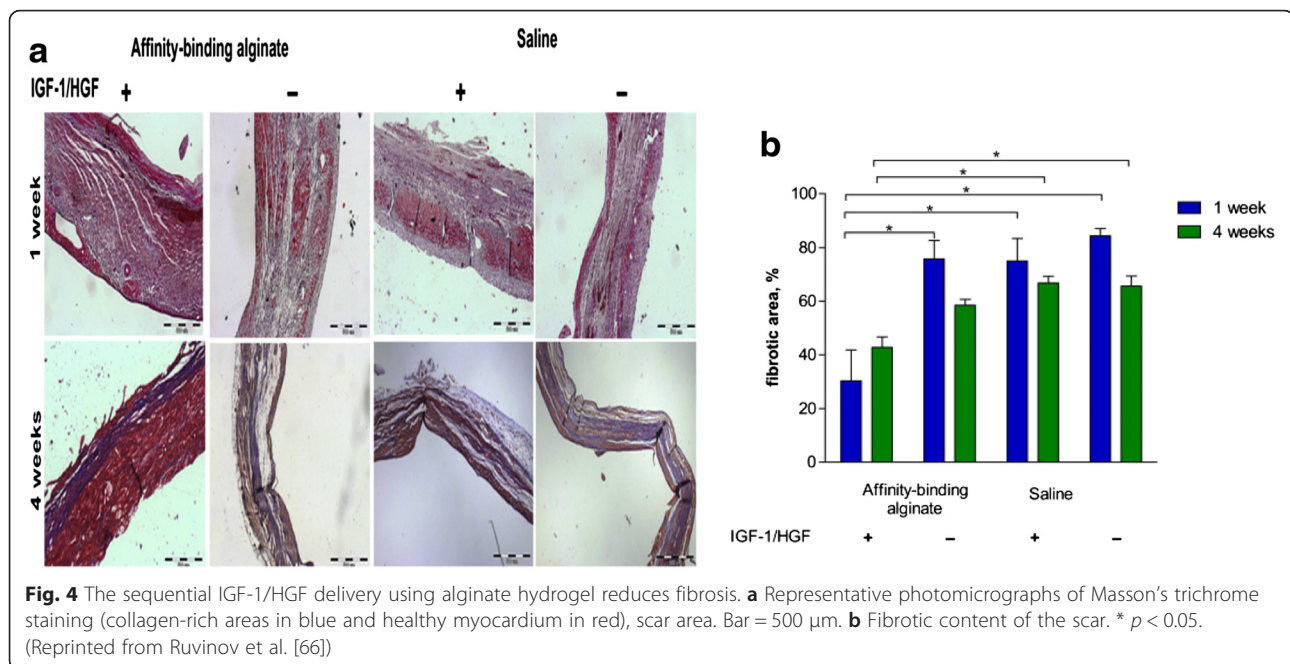 a
Affinity-binding alginate
Saline
IGF-1/HGF
+ – + –
1 week
4 weeks
b
* 
*
*
*
*
1 week
4 weeks
100
80
60
40
20
0
fibrotic area, %
Affinity-binding
alginate
Saline
IGF-1/HGF + – + –
Fig. 4 The sequential IGF-1/HGF delivery using alginate hydrogel reduces fibrosis. a Representative photomicrographs of Masson’s trichrome
staining (collagen-rich areas in blue and healthy myocardium in red), scar area. Bar = 500 μm. b Fibrotic content of the scar. * p < 0.05.
(Reprinted from Ruvinov et al. [66])